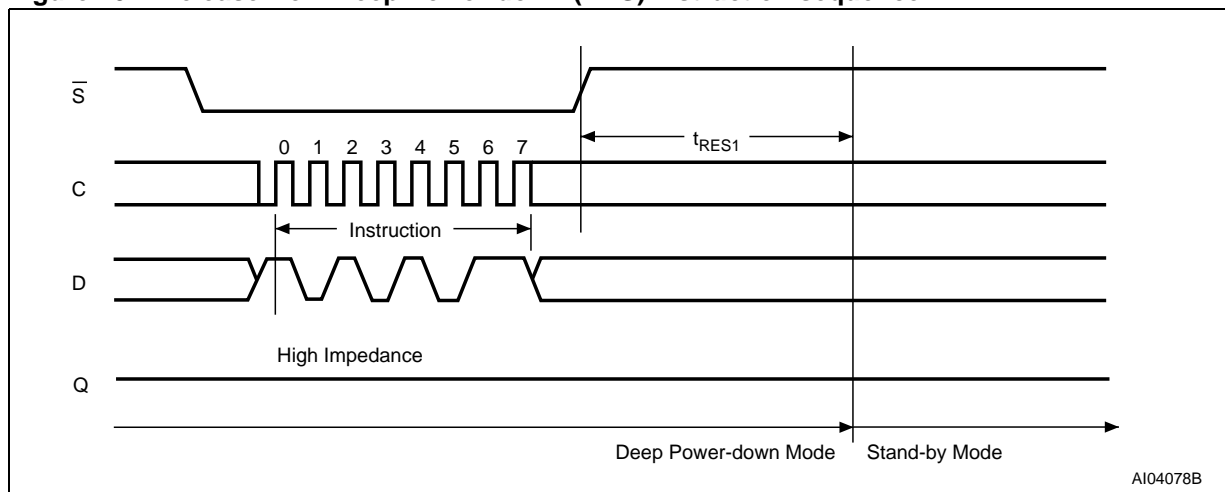 S
0 1 2 3 4 5 6 7
tRES1
C
Instruction
D
High Impedance
Q
Deep Power-down Mode Stand-by Mode
AI04078B